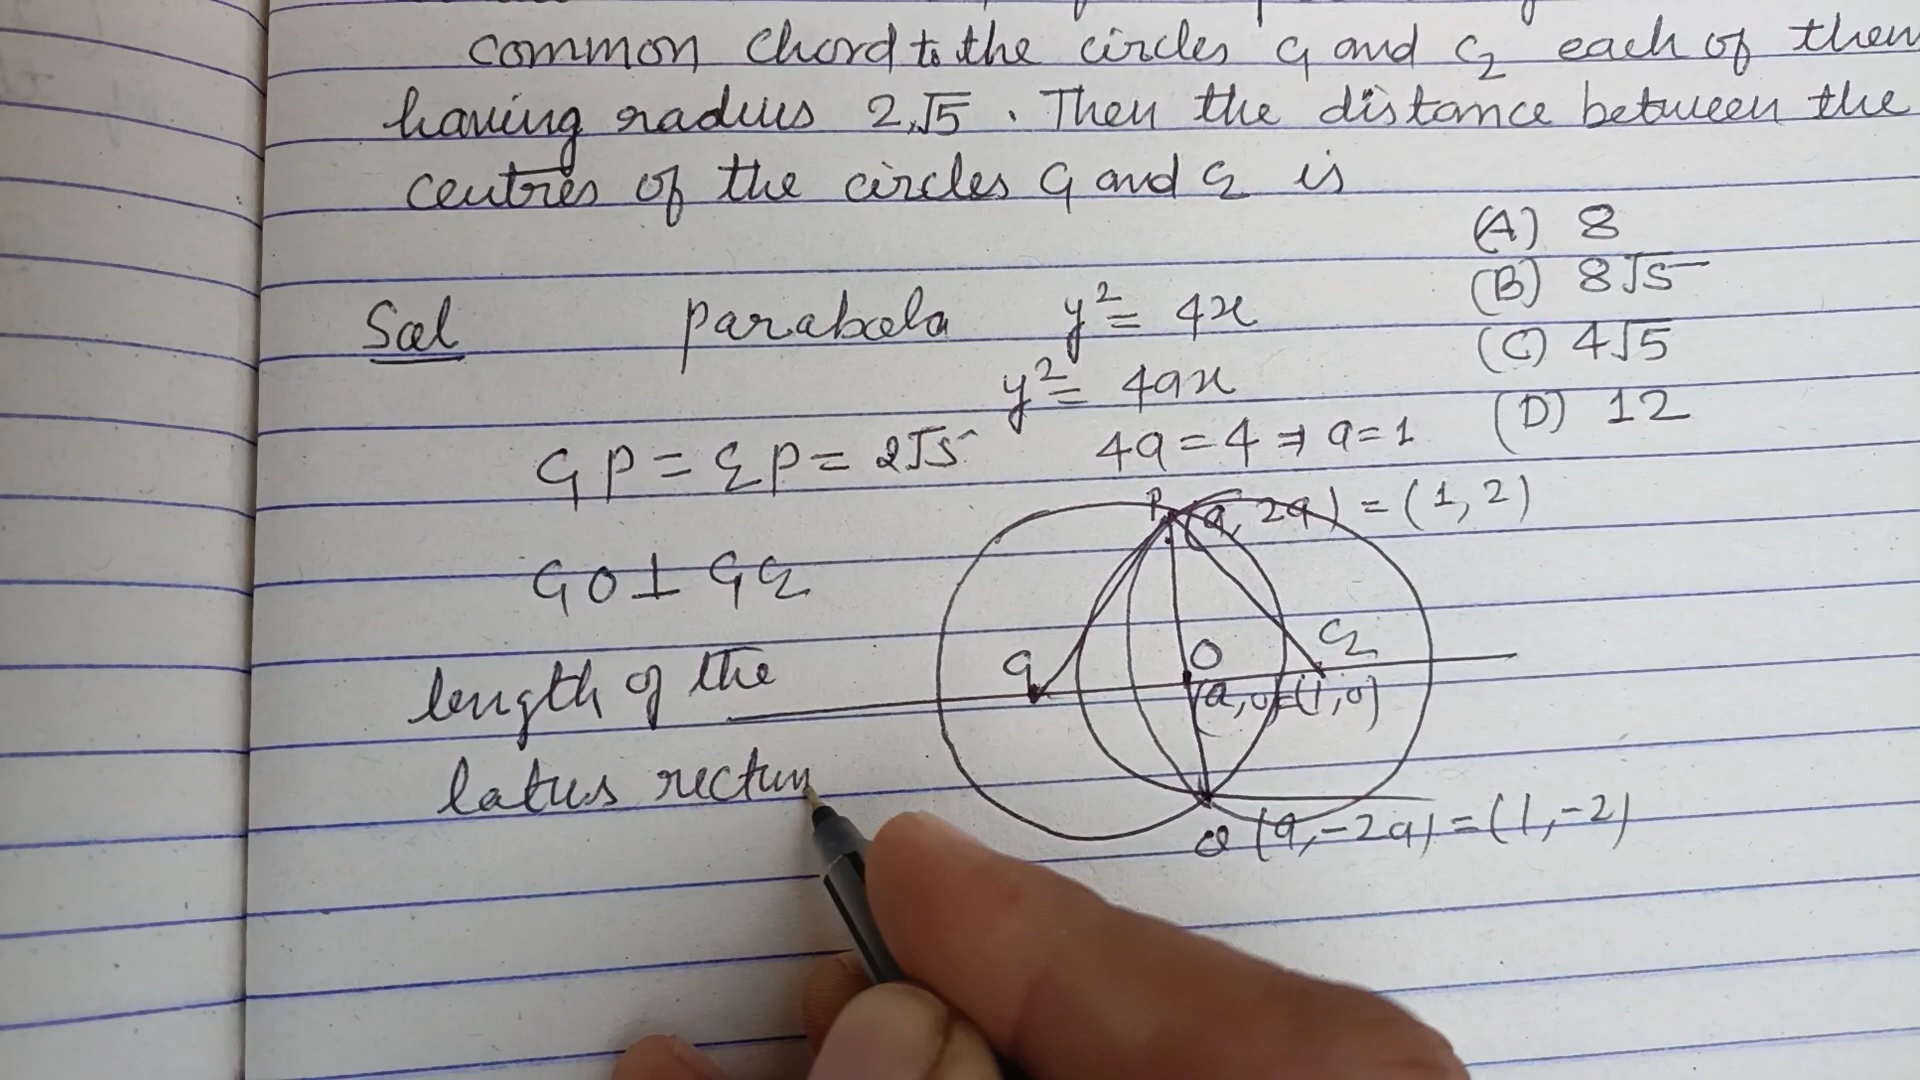 common chord to the circles C1 and C2 each of them
having radius 2√5 . Then the distance between the
centres of the circles C1 and C2 is
(A) 8
(B) 8√5
(C) 4√5
(D) 12
Sol parabola y² = 4x
y² = 4ax
4a = 4 ⇒ a = 1
C1P = C2P = 2√5
P (a, 2a) = (1, 2)
C1O ⊥ C1C2
C1 O C2
(a, 0) = (1, 0)
length of the
latus rectum
Q (a, -2a) = (1, -2)